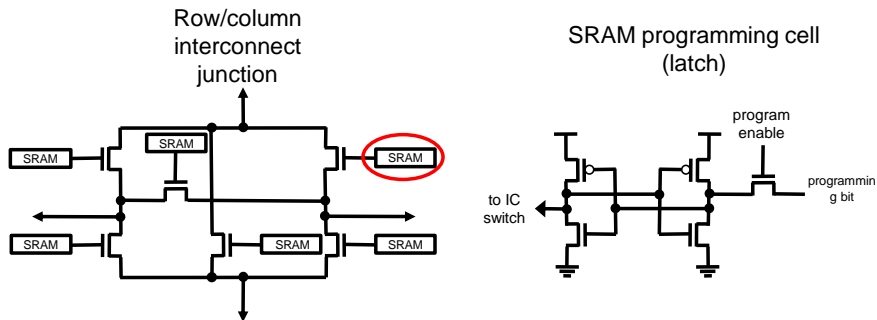 Row/column
interconnect
junction
SRAM
SRAM
SRAM
SRAM
SRAM
SRAM
SRAM programming cell
(latch)
program
enable
to IC
switch
programmin
g bit